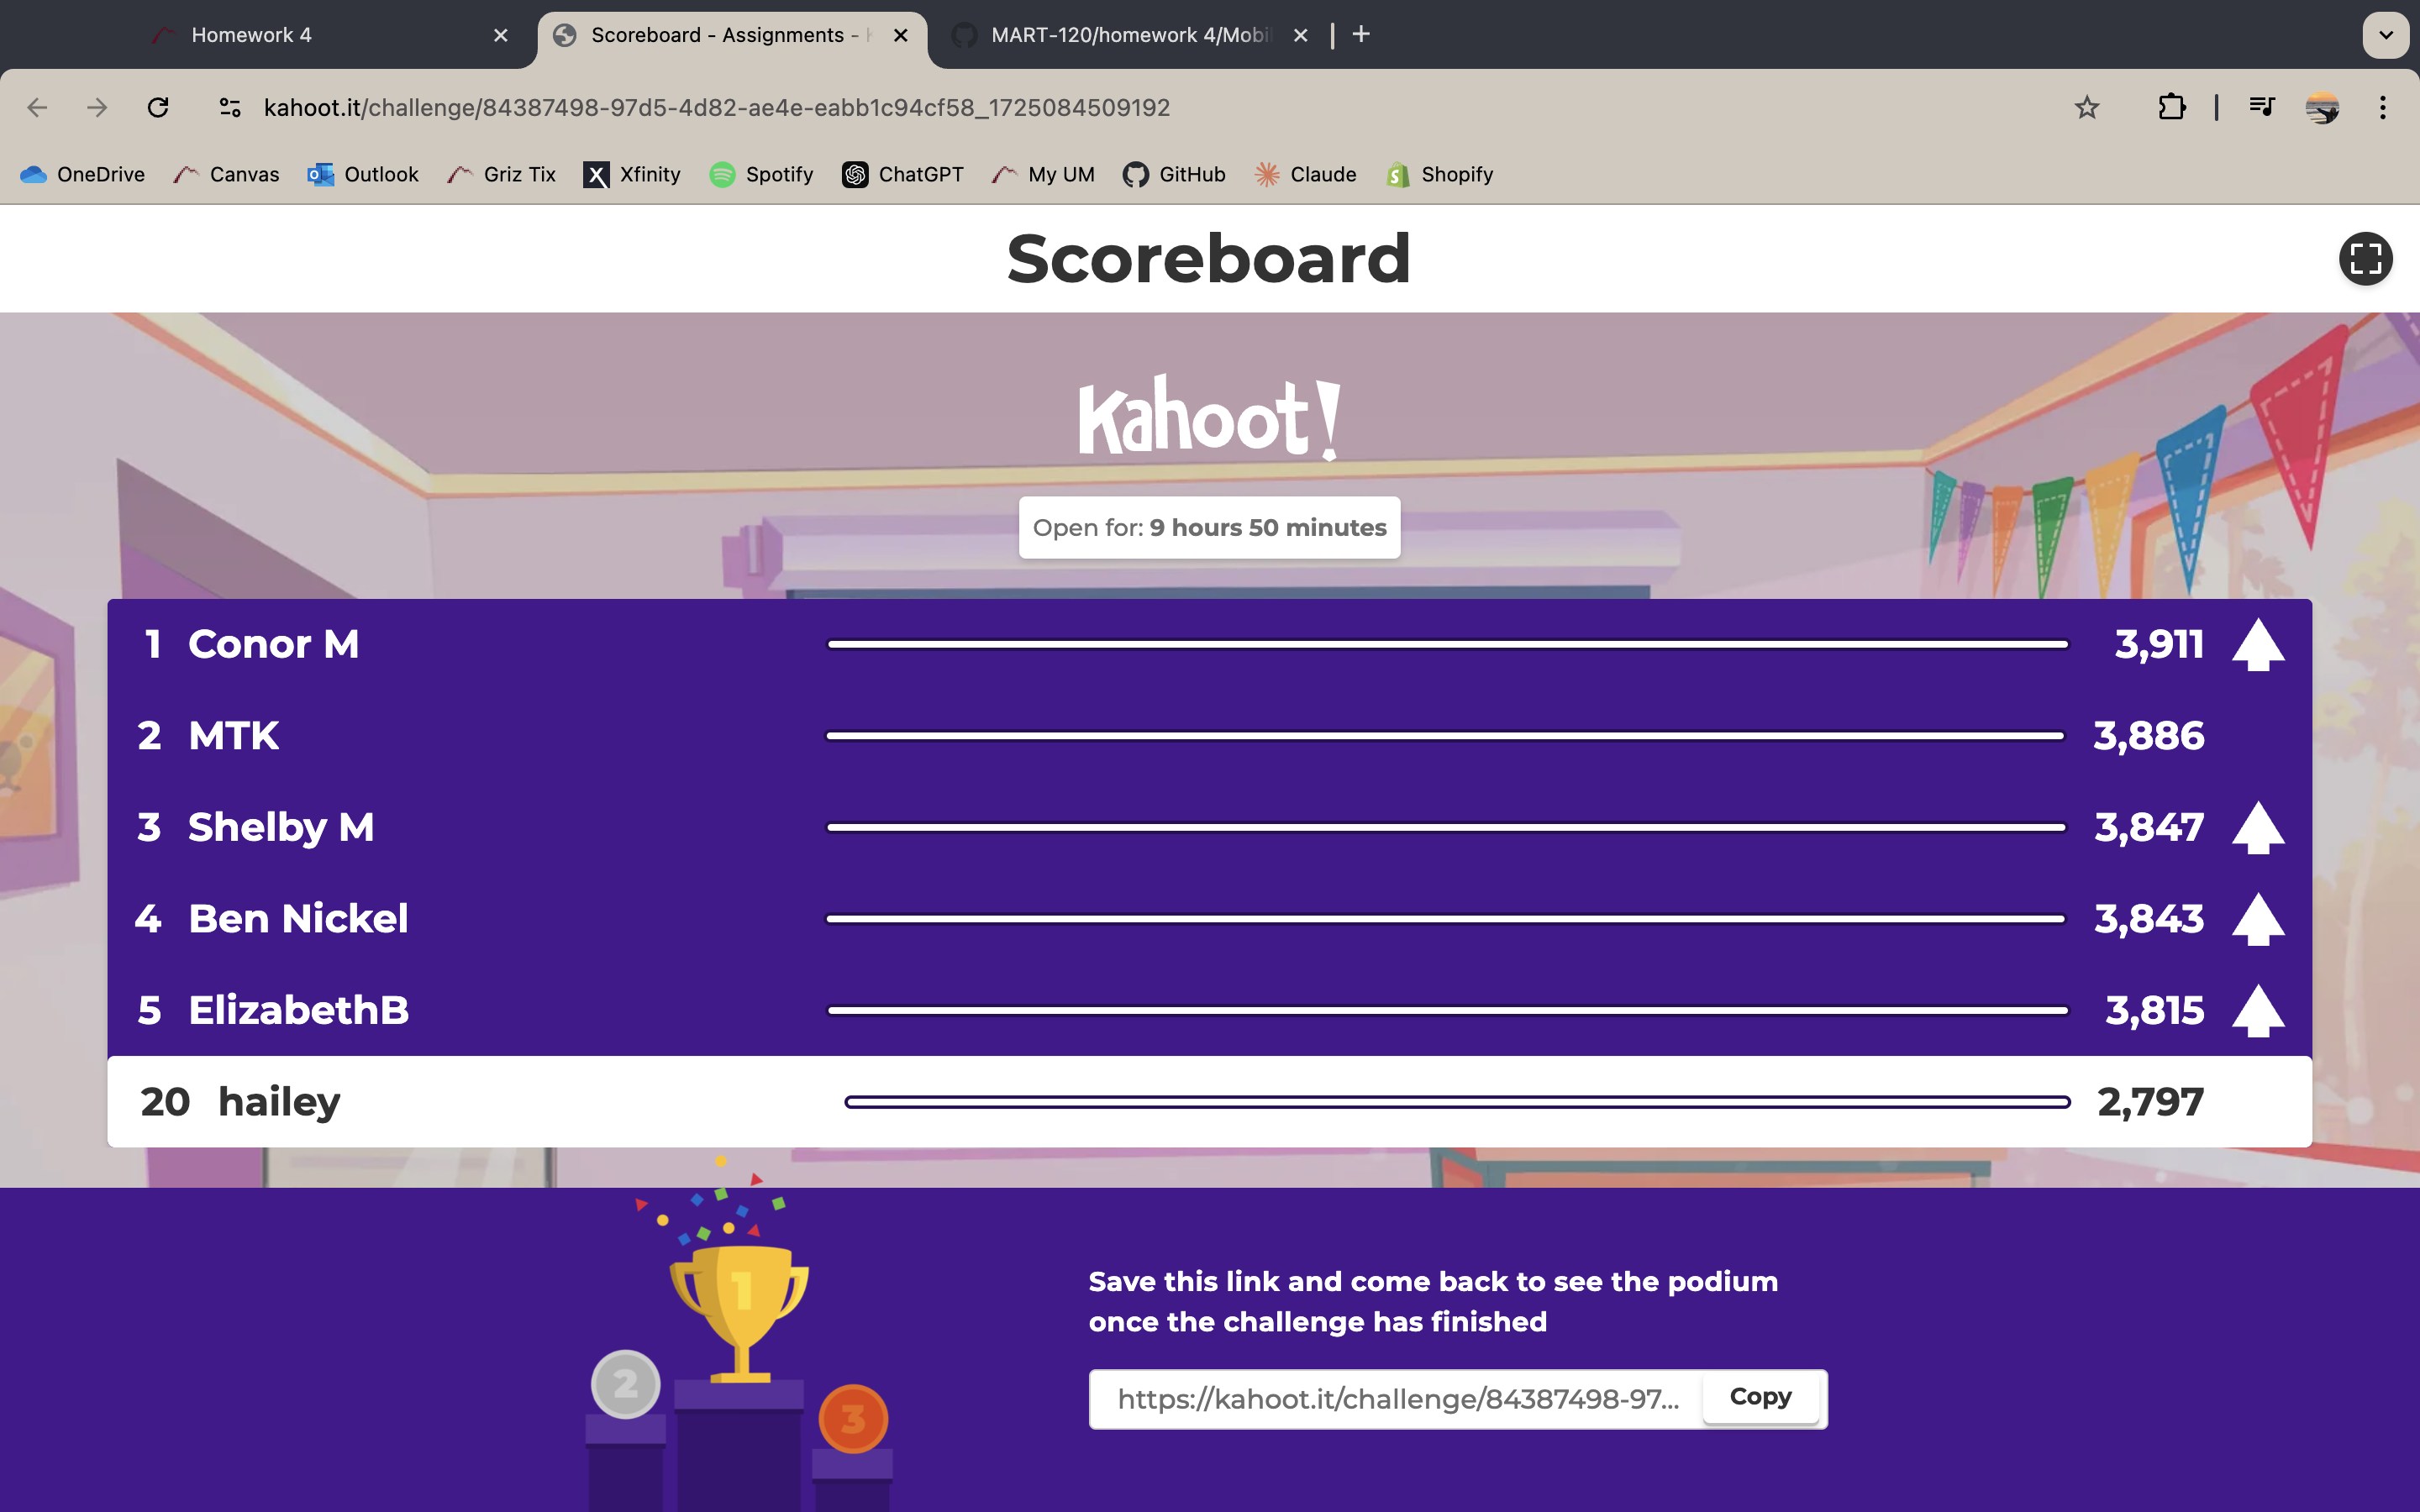 Homework 4
Scoreboard - Assignments -
MART-120/homework 4/Mobi
kahoot.it/challenge/84387498-97d5-4d82-ae4e-eabb1c94cf58_1725084509192
OneDrive Canvas Outlook Griz Tix Xfinity Spotify ChatGPT My UM GitHub Claude Shopify
Scoreboard
Kahoot!
Open for: 9 hours 50 minutes
1 Conor M 3,911
2 MTK 3,886
3 Shelby M 3,847
4 Ben Nickel 3,843
5 ElizabethB 3,815
20 hailey 2,797
1
2
3
Save this link and come back to see the podium
once the challenge has finished
https://kahoot.it/challenge/84387498-97... Copy